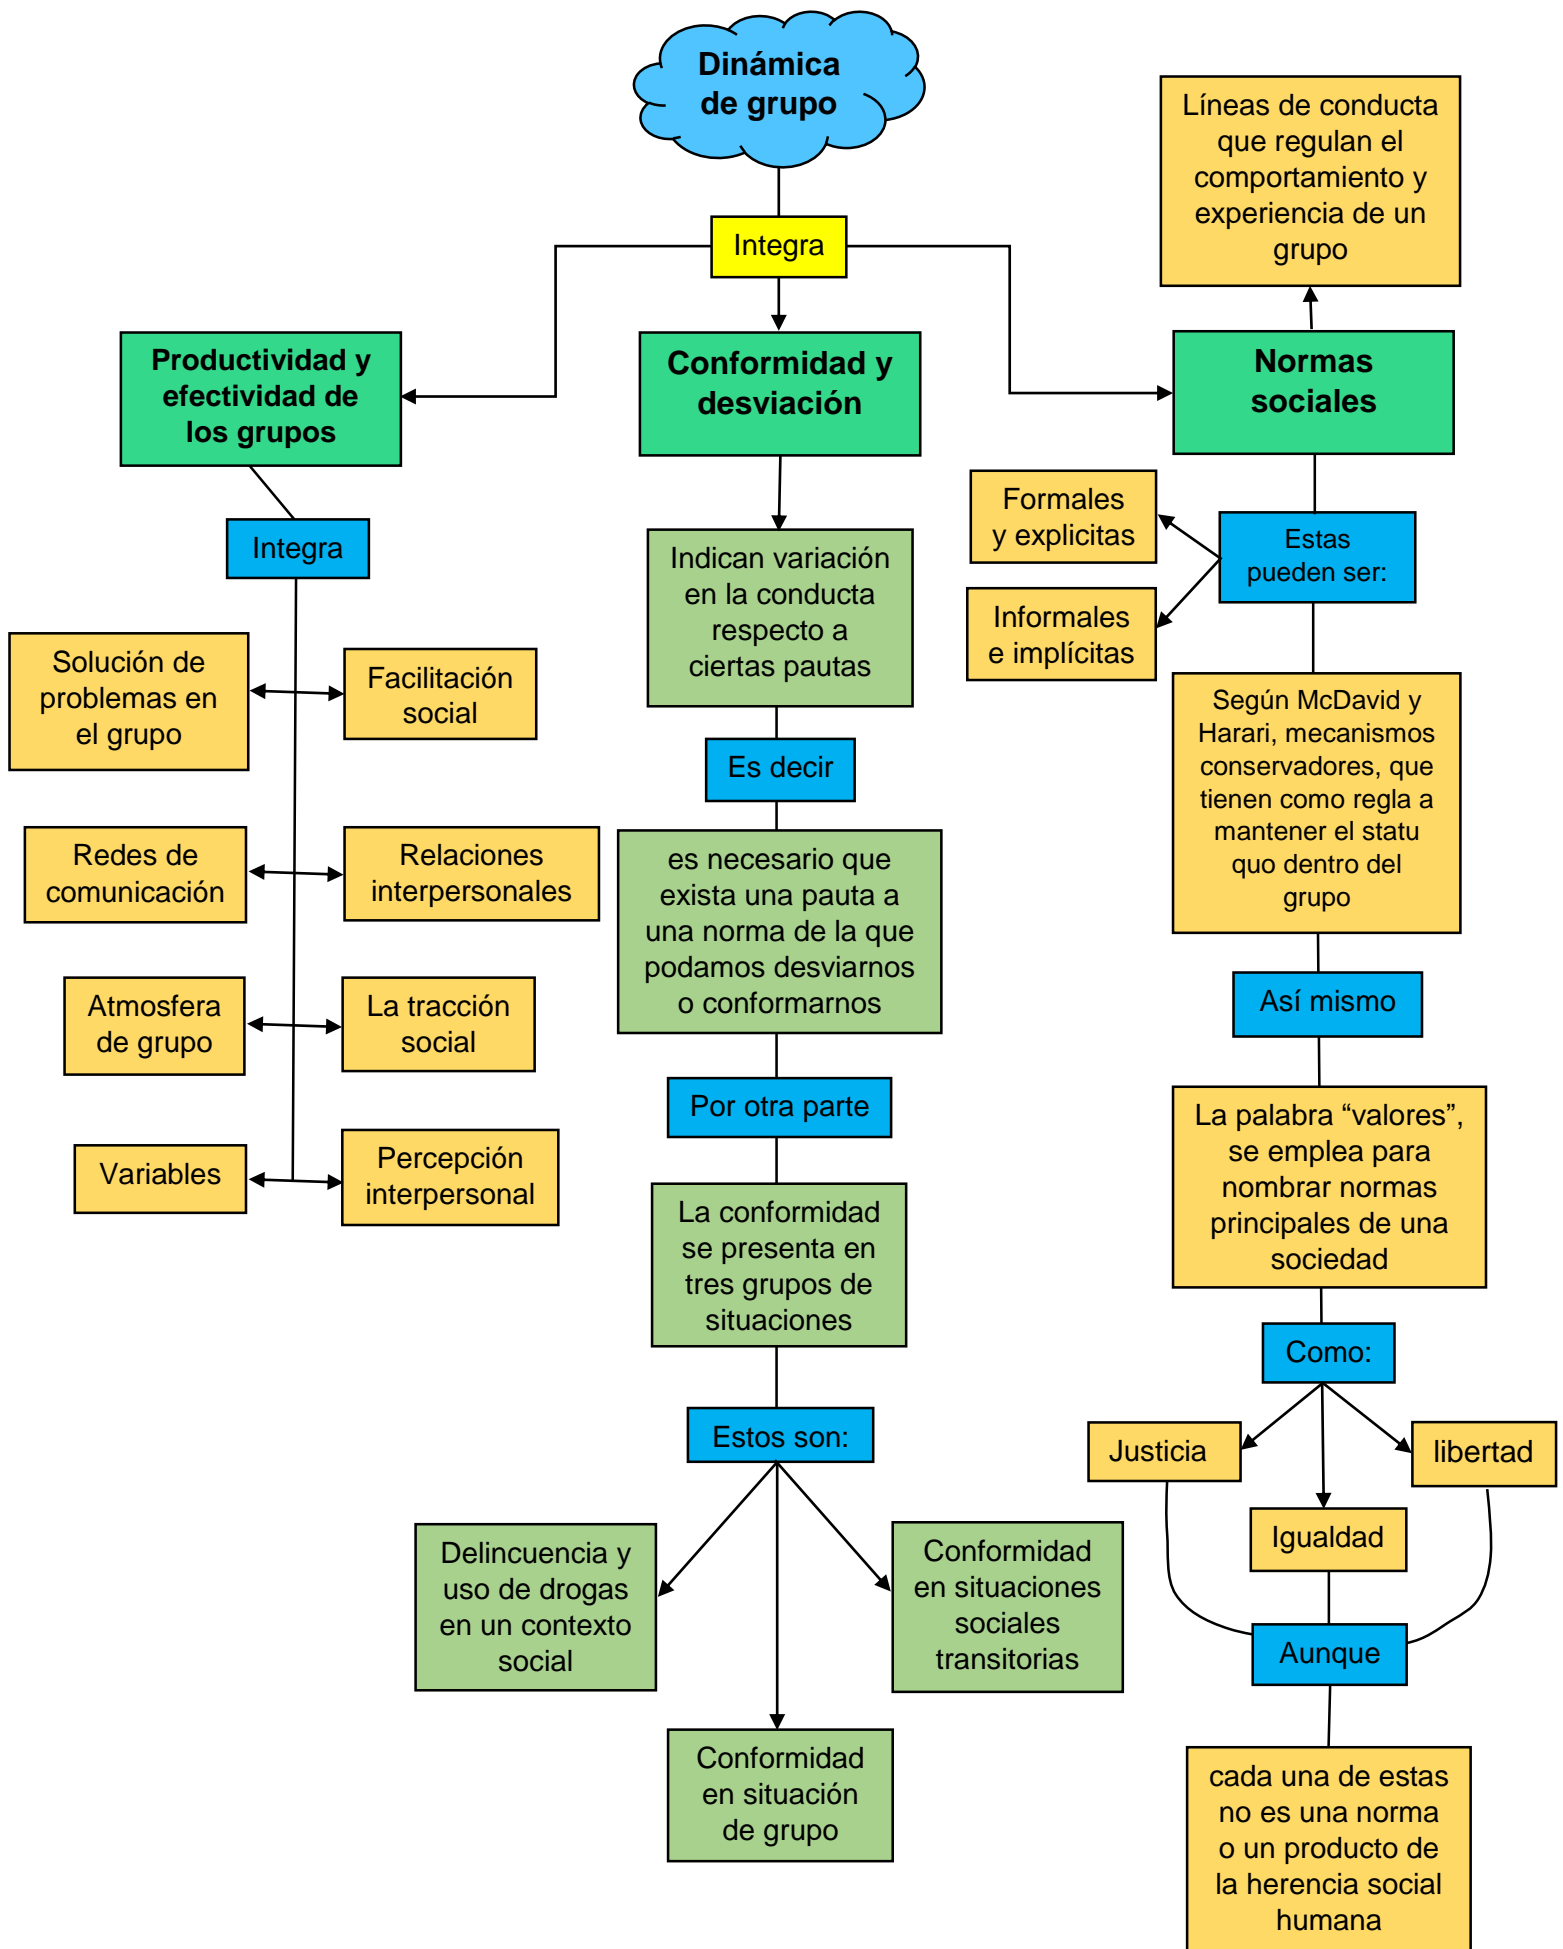 Dinámica
de grupo
Integra
Líneas de conducta
que regulan el
comportamiento y
experiencia de un
grupo
Productividad y
efectividad de
los grupos
Conformidad y
desviación
Normas
sociales
Integra
Solución de
problemas en
el grupo
Facilitación
social
Redes de
comunicación
Relaciones
interpersonales
Atmosfera
de grupo
La tracción
social
Variables
Percepción
interpersonal
Indican variación
en la conducta
respecto a
ciertas pautas
Es decir
es necesario que
exista una pauta a
una norma de la que
podamos desviarnos
o conformarnos
Por otra parte
La conformidad
se presenta en
tres grupos de
situaciones
Estos son:
Delincuencia y
uso de drogas
en un contexto
social
Conformidad
en situación
de grupo
Conformidad
en situaciones
sociales
transitorias
Formales
y explicitas
Estas
pueden ser:
Informales
e implícitas
Según McDavid y
Harari, mecanismos
conservadores, que
tienen como regla a
mantener el statu
quo dentro del
grupo
Así mismo
La palabra “valores”,
se emplea para
nombrar normas
principales de una
sociedad
Como:
Justicia
Igualdad
libertad
Aunque
cada una de estas
no es una norma
o un producto de
la herencia social
humana